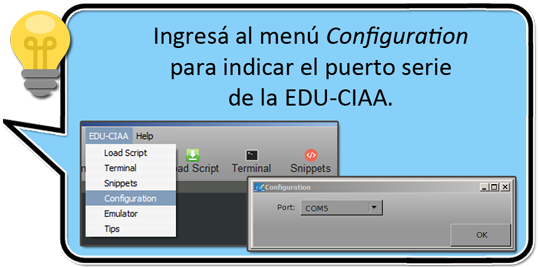 Ingresá al menú Configuration
para indicar el puerto serie
de la EDU-CIAA.
EDU-CIAA Help
Load Script
Terminal
Snippets
Configuration
Emulator
Tips
ad Script Terminal Snippets
Configuration
Port: COM5
OK